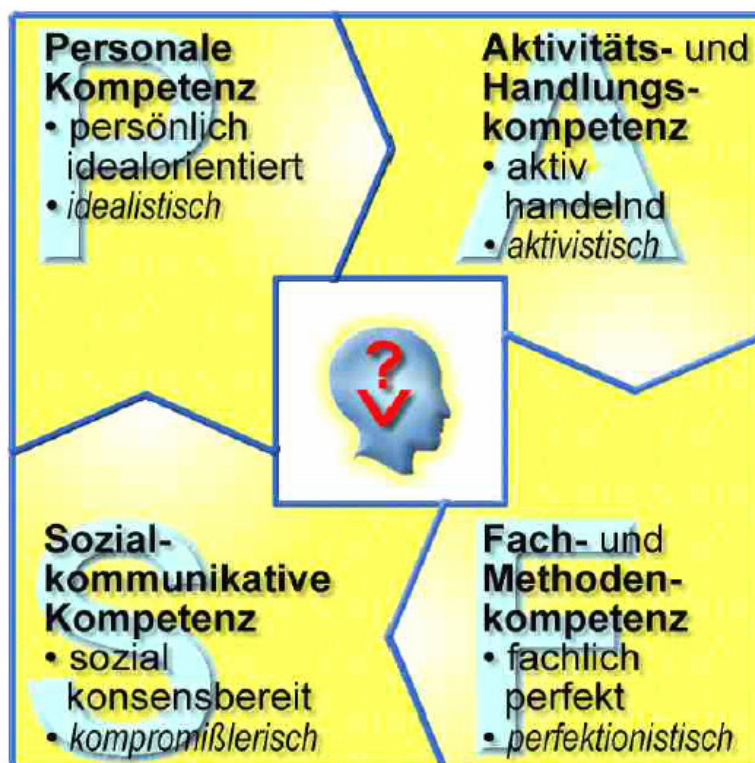 P
Personale
Kompetenz
• persönlich
idealorientiert
• idealistisch
A
Aktivitäts- und
Handlungs-
kompetenz
• aktiv
handelnd
• aktivistisch
?
V
S
Sozial-
kommunikative
Kompetenz
• sozial
konsensbereit
• kompromißlerisch
F
Fach- und
Methoden-
kompetenz
• fachlich
perfekt
• perfektionistisch